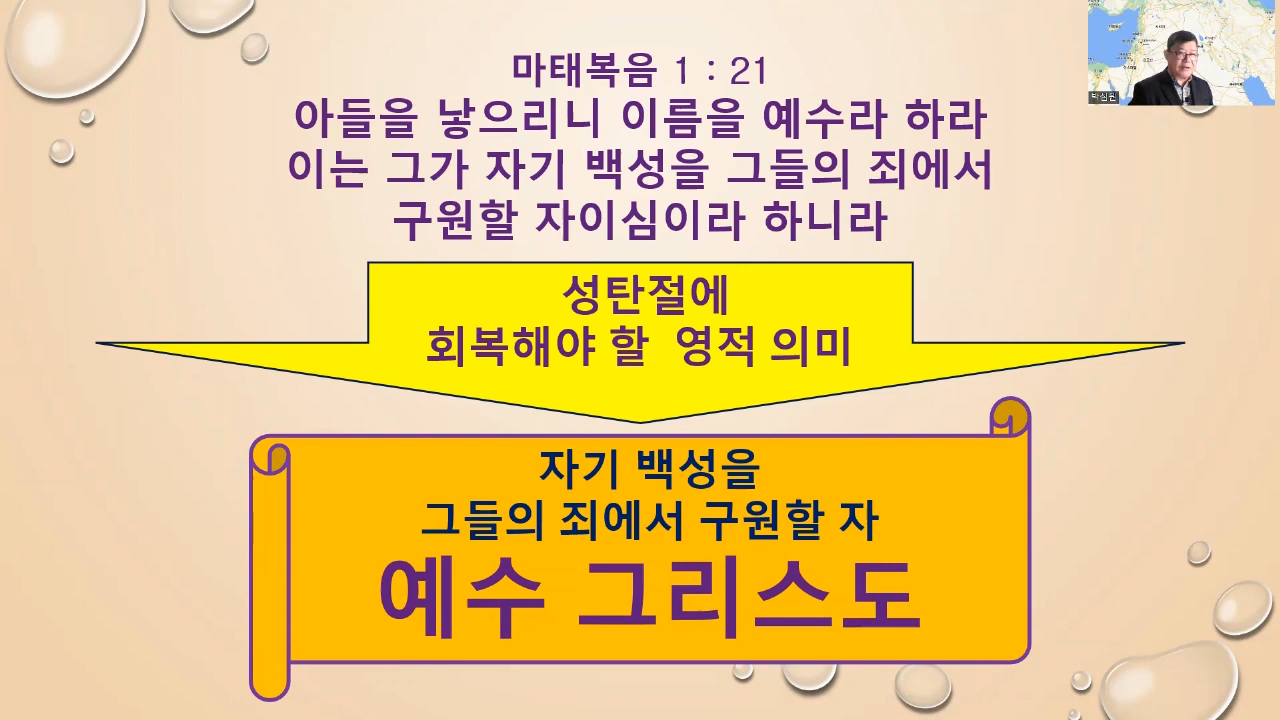 마태복음 1 : 21
아들을 낳으리니 이름을 예수라 하라
이는 그가 자기 백성을 그들의 죄에서
구원할 자이심이라 하니라
성탄절에
회복해야 할 영적 의미
자기 백성을
그들의 죄에서 구원할 자
예수 그리스도